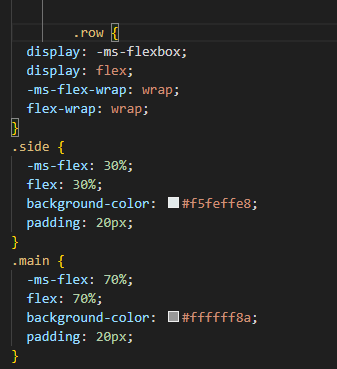 .row {
display: -ms-flexbox;
display: flex;
-ms-flex-wrap: wrap;
flex-wrap: wrap;
}
.side {
-ms-flex: 30%;
flex: 30%;
background-color: #f5feffe8;
padding: 20px;
}
.main {
-ms-flex: 70%;
flex: 70%;
background-color: #ffffff8a;
padding: 20px;
}